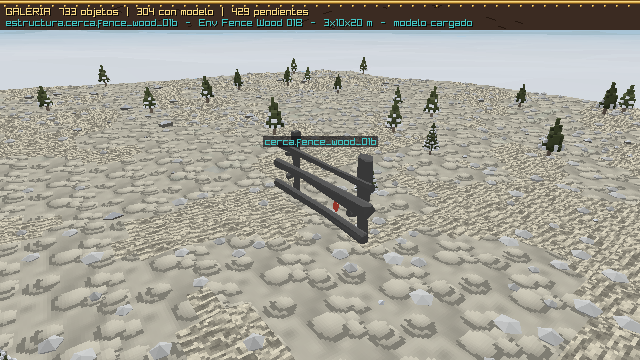 GALERIA 733 objetos | 304 con modelo | 429 pendientes
estructura.cerca.fence_wood_01b - Env Fence Wood 01B - 3x10x20 m - modelo cargado
cerca.fence_wood_01b